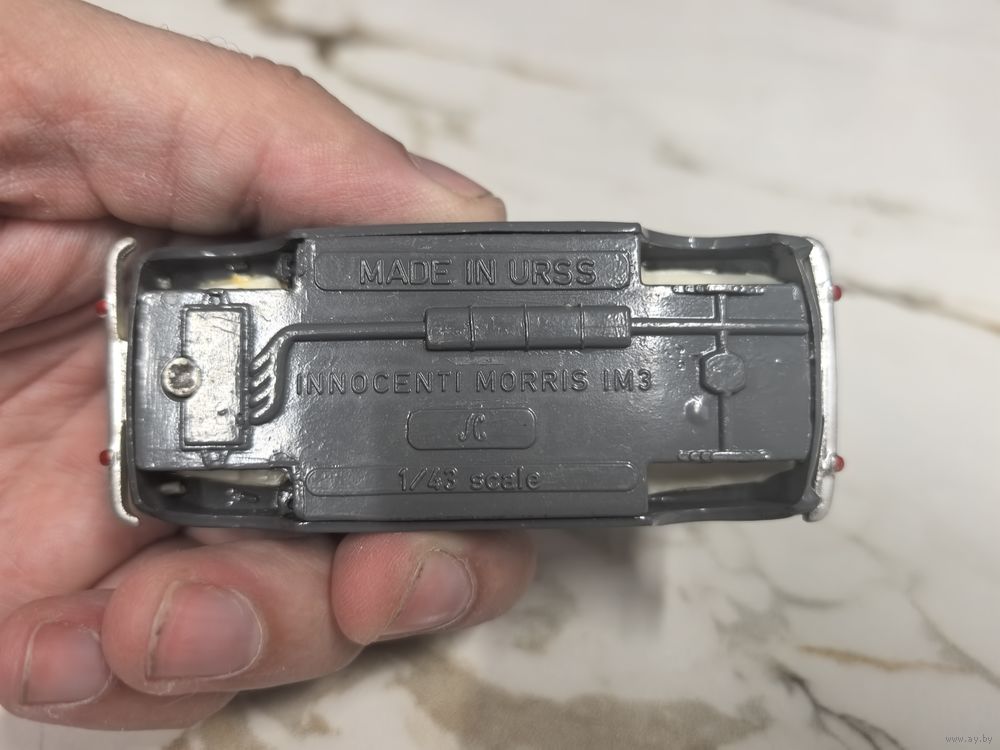 MADE IN URSS
INNOCENTI MORRIS IM3
1/43 scale
www.ay.by